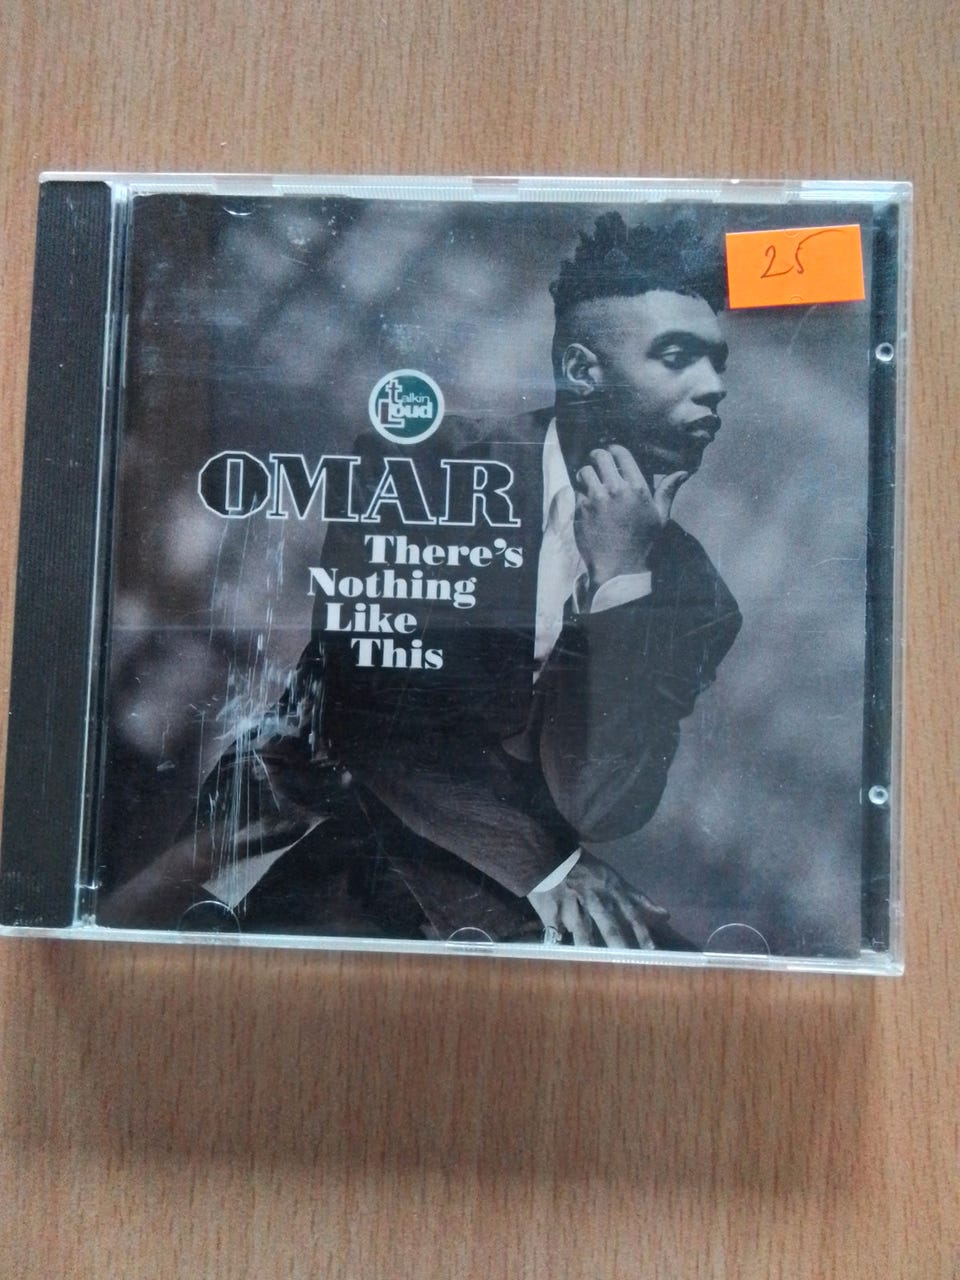 25
talkin
Loud
OMAR
There's
Nothing
Like
This